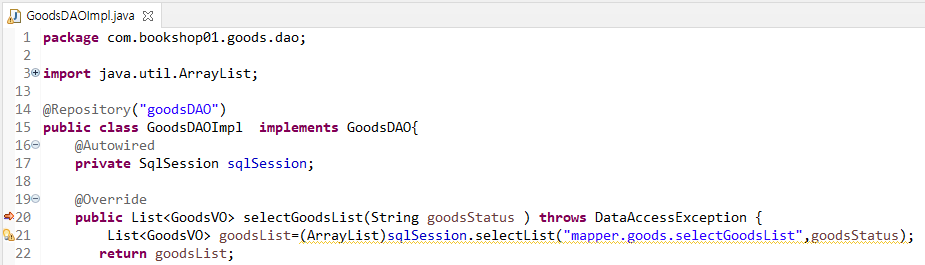 GoodsDAOImpl.java
1 package com.bookshop01.goods.dao;
2
3 import java.util.ArrayList;
13
14 @Repository("goodsDAO")
15 public class GoodsDAOImpl  implements GoodsDAO{
16     @Autowired
17     private SqlSession sqlSession;
18
19     @Override
20     public List<GoodsVO> selectGoodsList(String goodsStatus ) throws DataAccessException {
21         List<GoodsVO> goodsList=(ArrayList)sqlSession.selectList("mapper.goods.selectGoodsList",goodsStatus);
22        return goodsList;